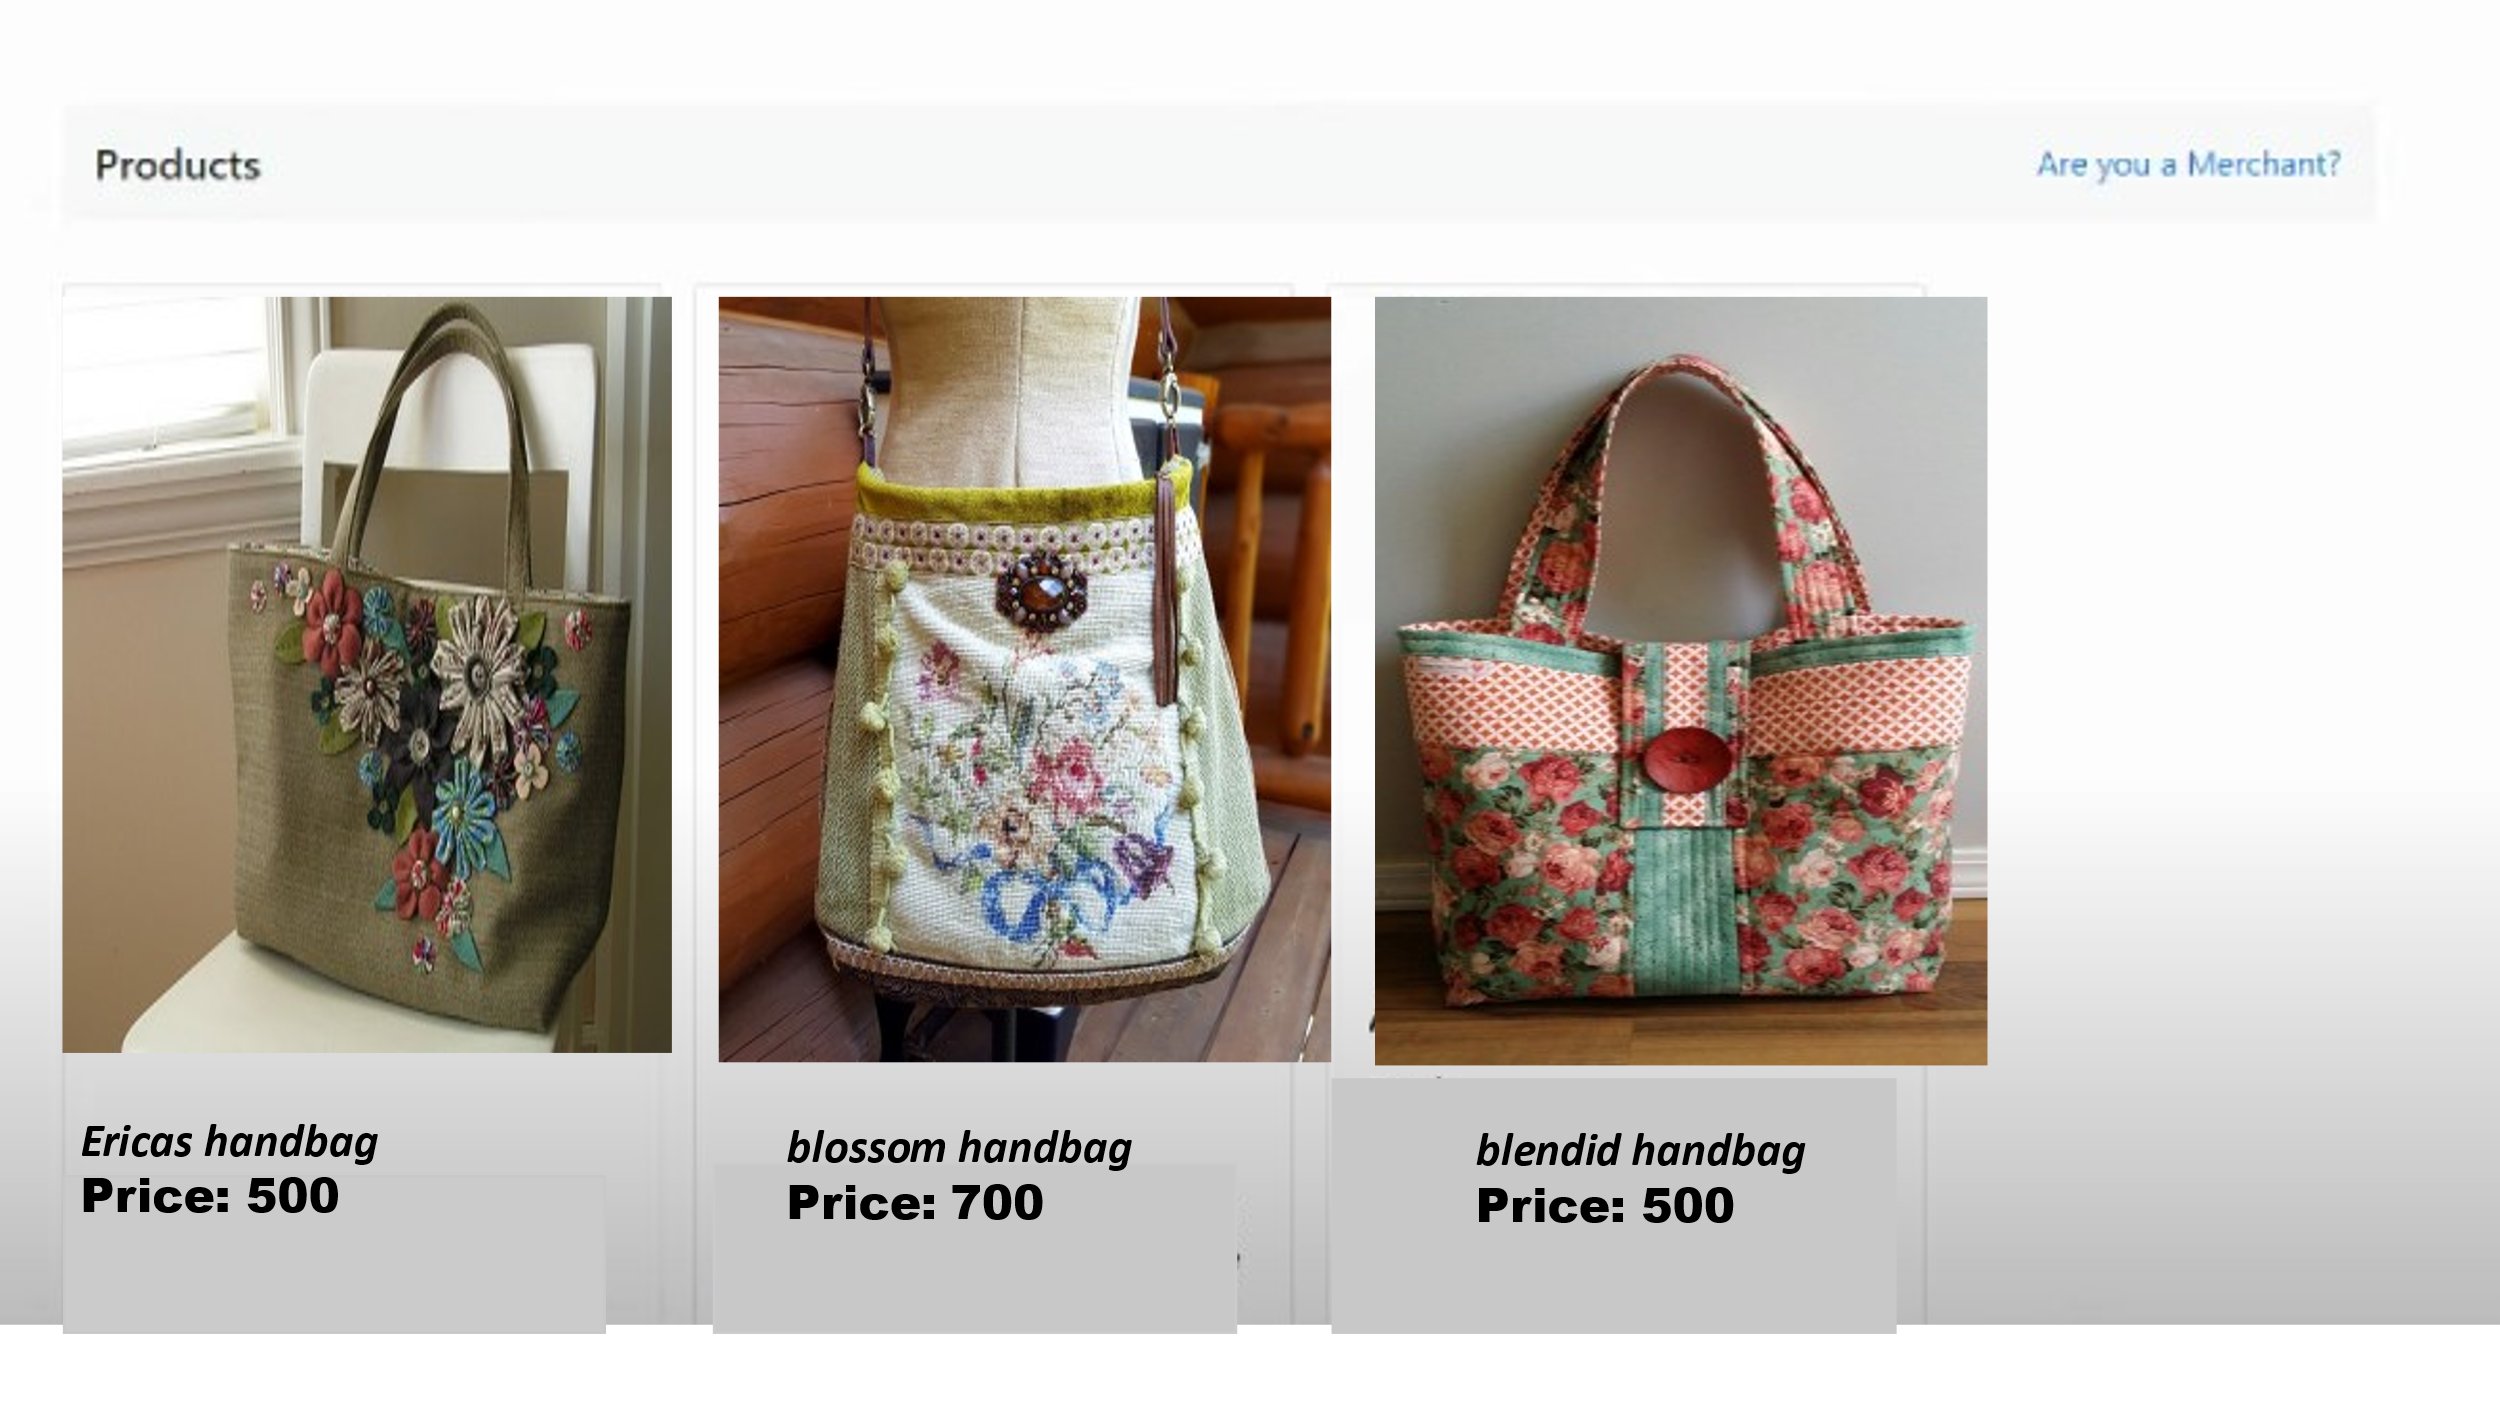 Products
Are you a Merchant?
Ericas handbag
Price: 500
blossom handbag
Price: 700
blendid handbag
Price: 500